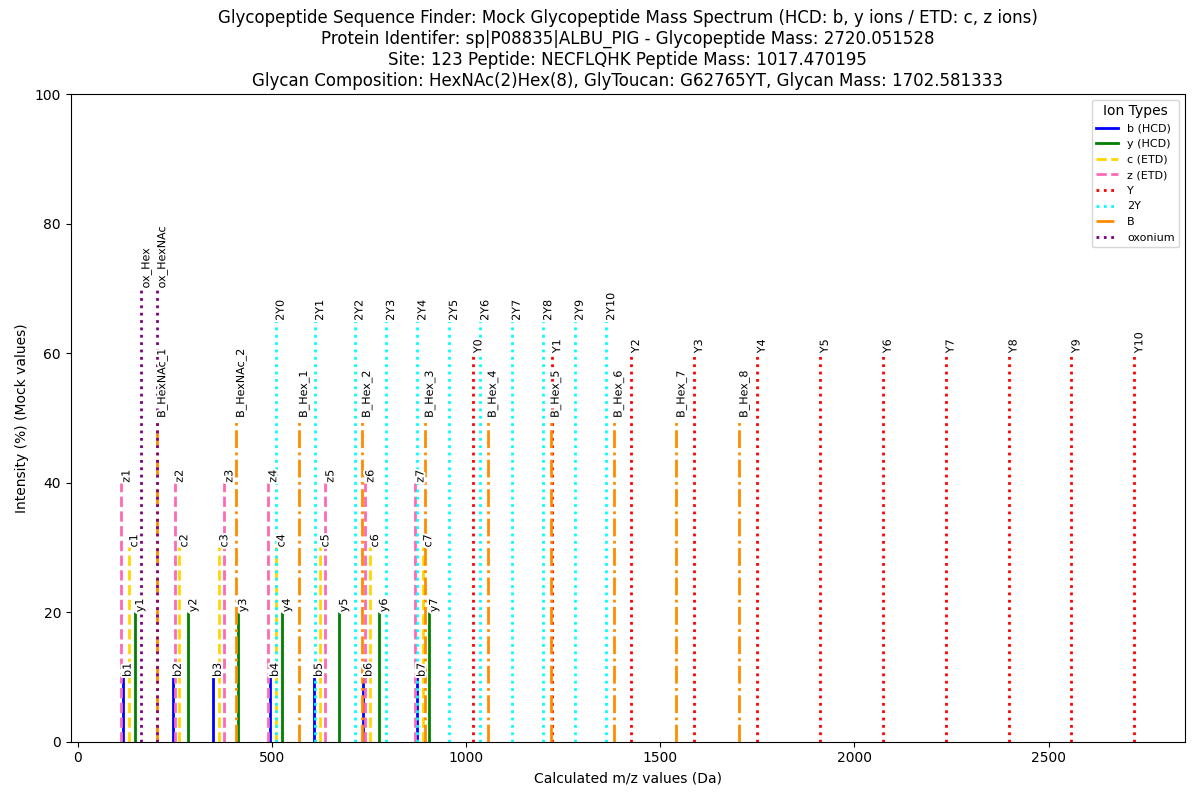 Glycopeptide Sequence Finder: Mock Glycopeptide Mass Spectrum (HCD: b, y ions / ETD: c, z ions)
Protein Identifer: sp|P08835|ALBU_PIG - Glycopeptide Mass: 2720.051528
Site: 123 Peptide: NECFLQHK Peptide Mass: 1017.470195
Glycan Composition: HexNAc(2)Hex(8), GlyToucan: G62765YT, Glycan Mass: 1702.581333
100
80
60
40
20
0
Intensity (%) (Mock values)
Ion Types
b (HCD)
y (HCD)
c (ETD)
z (ETD)
Y
2Y
B
oxonium
ox_Hex
ox_HexNAc
2Y0
2Y1
2Y2
2Y3
2Y4
2Y5
2Y6
2Y7
2Y8
2Y9
2Y10
Y0
Y1
Y2
Y3
Y4
Y5
Y6
Y7
Y8
Y9
Y10
B_HexNAc_1
B_HexNAc_2
B_Hex_1
B_Hex_2
B_Hex_3
B_Hex_4
B_Hex_5
B_Hex_6
B_Hex_7
B_Hex_8
z1
z2
z3
z4
z5
z6
z7
c1
c2
c3
c4
c5
c6
c7
y1
y2
y3
y4
y5
y6
y7
b1
b2
b3
b4
b5
b6
b7
0
500
1000
1500
2000
2500
Calculated m/z values (Da)